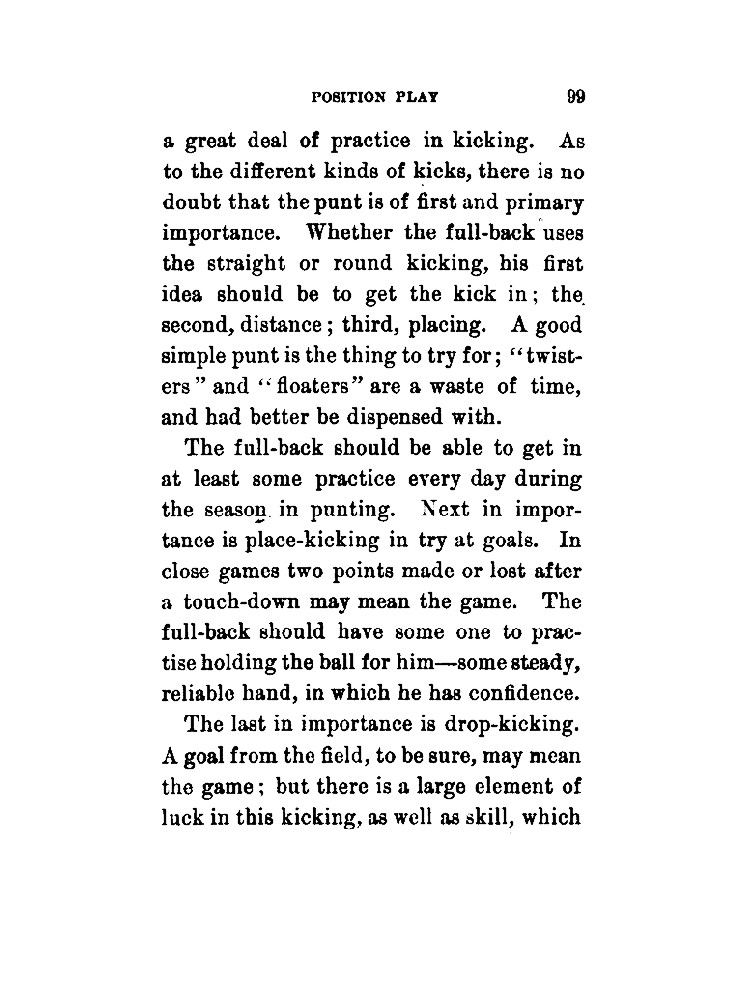 POSITION PLAY 99
a great deal of practice in kicking. As
to the different kinds of kicks, there is no
doubt that the punt is of first and primary
importance. Whether the full-back uses
the straight or round kicking, his first
idea should be to get the kick in; the
second, distance; third, placing. A good
simple punt is the thing to try for; "twist-
ers" and "floaters" are a waste of time,
and had better be dispensed with.
The full-back should be able to get in
at least some practice every day during
the season in punting. Next in impor-
tance is place-kicking in try at goals. In
close games two points made or lost after
a touch-down may mean the game. The
full-back should have some one to prac-
tise holding the ball for him—some steady,
reliable hand, in which he has confidence.
The last in importance is drop-kicking.
A goal from the field, to be sure, may mean
the game; but there is a large element of
luck in this kicking, as well as skill, which